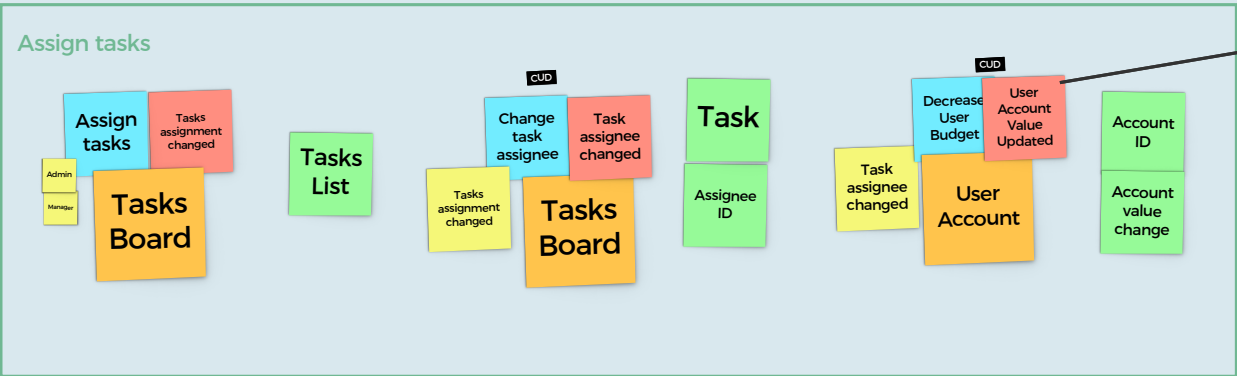 Assign tasks
Assign
tasks
Tasks
assignment
changed
Admin
Manager
Tasks
Board
Tasks
List
CUD
Change
task
assignee
Task
assignee
changed
Tasks
assignment
changed
Tasks
Board
Task
Assignee
ID
CUD
Decrease
User
Budget
User
Account
Value
Updated
Task
assignee
changed
User
Account
Account
ID
Account
value
change